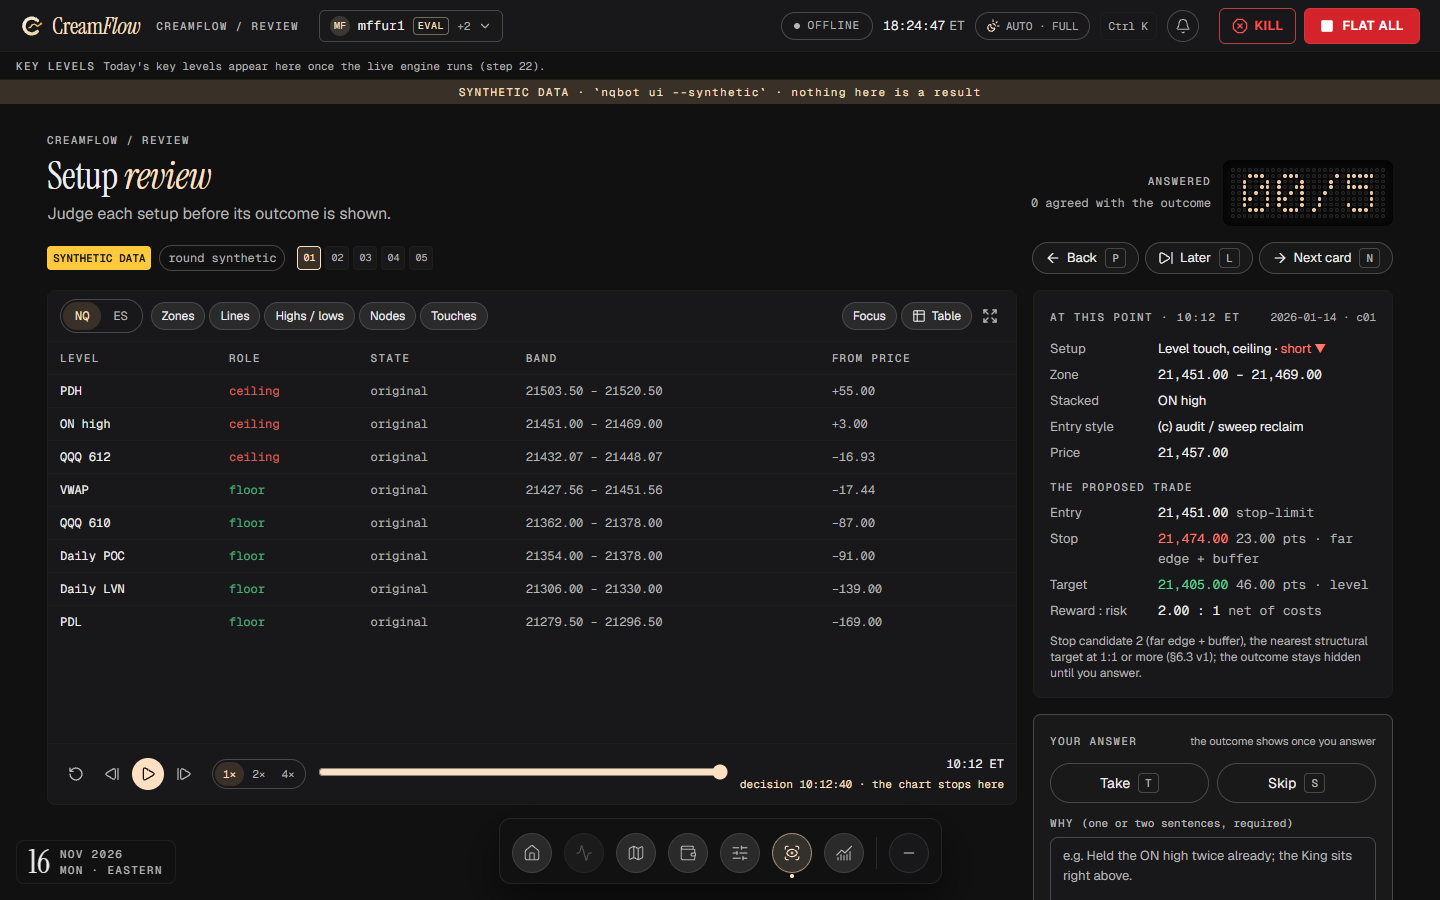 CreamFlow CREAMFLOW / REVIEW MF mffur1 EVAL +2 OFFLINE 18:24:47 ET AUTO · FULL Ctrl K KILL FLAT ALL
KEY LEVELS Today's key levels appear here once the live engine runs (step 22).
SYNTHETIC DATA · `nqbot ui --synthetic` · nothing here is a result
CREAMFLOW / REVIEW
Setup review
Judge each setup before its outcome is shown.
ANSWERED
0 agreed with the outcome
00/5
SYNTHETIC DATA round synthetic 01 02 03 04 05
Back P Later L Next card N
NQ ES Zones Lines Highs / lows Nodes Touches Focus Table
LEVEL ROLE STATE BAND FROM PRICE
PDH ceiling original 21503.50 – 21520.50 +55.00
ON high ceiling original 21451.00 – 21469.00 +3.00
QQQ 612 ceiling original 21432.07 – 21448.07 −16.93
VWAP floor original 21427.56 – 21451.56 −17.44
QQQ 610 floor original 21362.00 – 21378.00 −87.00
Daily POC floor original 21354.00 – 21378.00 −91.00
Daily LVN floor original 21306.00 – 21330.00 −139.00
PDL floor original 21279.50 – 21296.50 −169.00
1× 2× 4×
10:12 ET
decision 10:12:40 · the chart stops here
AT THIS POINT · 10:12 ET 2026-01-14 · c01
Setup Level touch, ceiling · short ▼
Zone 21,451.00 – 21,469.00
Stacked ON high
Entry style (c) audit / sweep reclaim
Price 21,457.00
THE PROPOSED TRADE
Entry 21,451.00 stop-limit
Stop 21,474.00 23.00 pts · far
edge + buffer
Target 21,405.00 46.00 pts · level
Reward : risk 2.00 : 1 net of costs
Stop candidate 2 (far edge + buffer), the nearest structural
target at 1:1 or more (§6.3 v1); the outcome stays hidden
until you answer.
YOUR ANSWER the outcome shows once you answer
Take T Skip S
WHY (one or two sentences, required)
e.g. Held the ON high twice already; the King sits
right above.
16 NOV 2026
MON · EASTERN